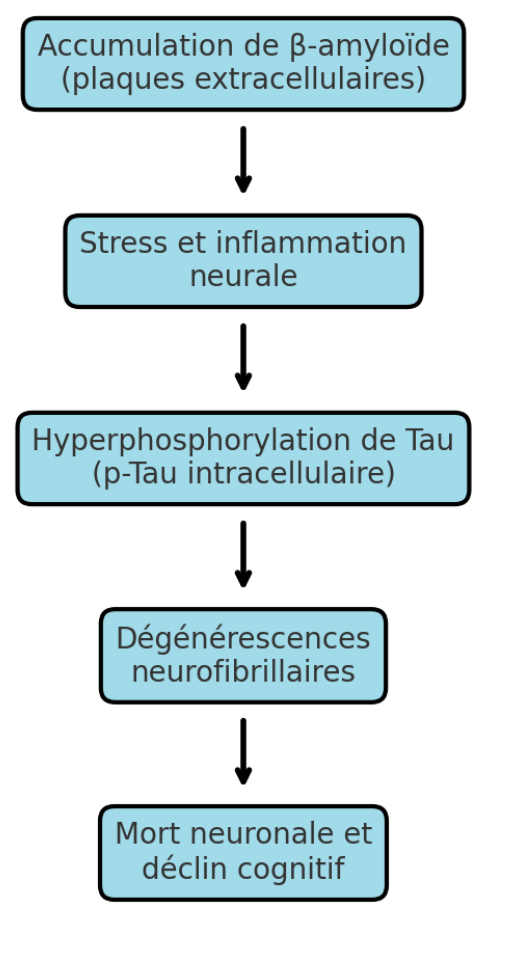 Accumulation de β-amyloïde
(plaques extracellulaires)
Stress et inflammation
neurale
Hyperphosphorylation de Tau
(p-Tau intracellulaire)
Dégénérescences
neurofibrillaires
Mort neuronale et
déclin cognitif